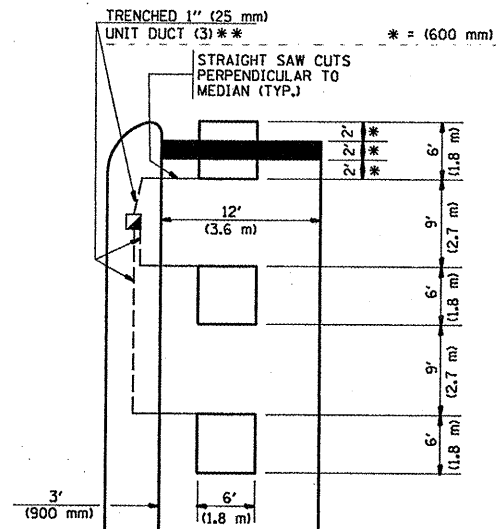 TRENCHED 1" (25 mm)
UNIT DUCT (3) * *
* = (600 mm)
STRAIGHT SAW CUTS
PERPENDICULAR TO
MEDIAN (TYP.)
2' *
2' *
2' *
6'
(1.8 m)
12'
(3.6 m)
9'
(2.7 m)
6'
(1.8 m)
9'
(2.7 m)
6'
(1.8 m)
3'
(900 mm)
6'
(1.8 m)